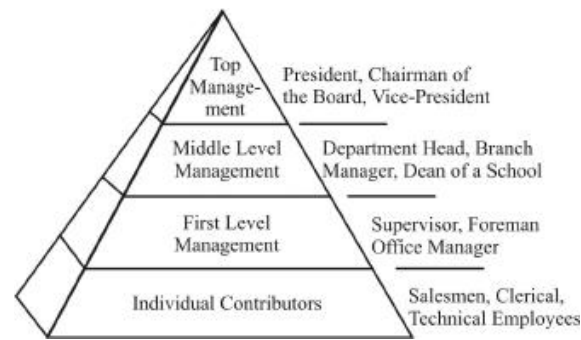 Top
Manage-
ment
President, Chairman of
the Board, Vice-President
Middle Level
Management
Department Head, Branch
Manager, Dean of a School
First Level
Management
Supervisor, Foreman
Office Manager
Individual Contributors
Salesmen, Clerical,
Technical Employees